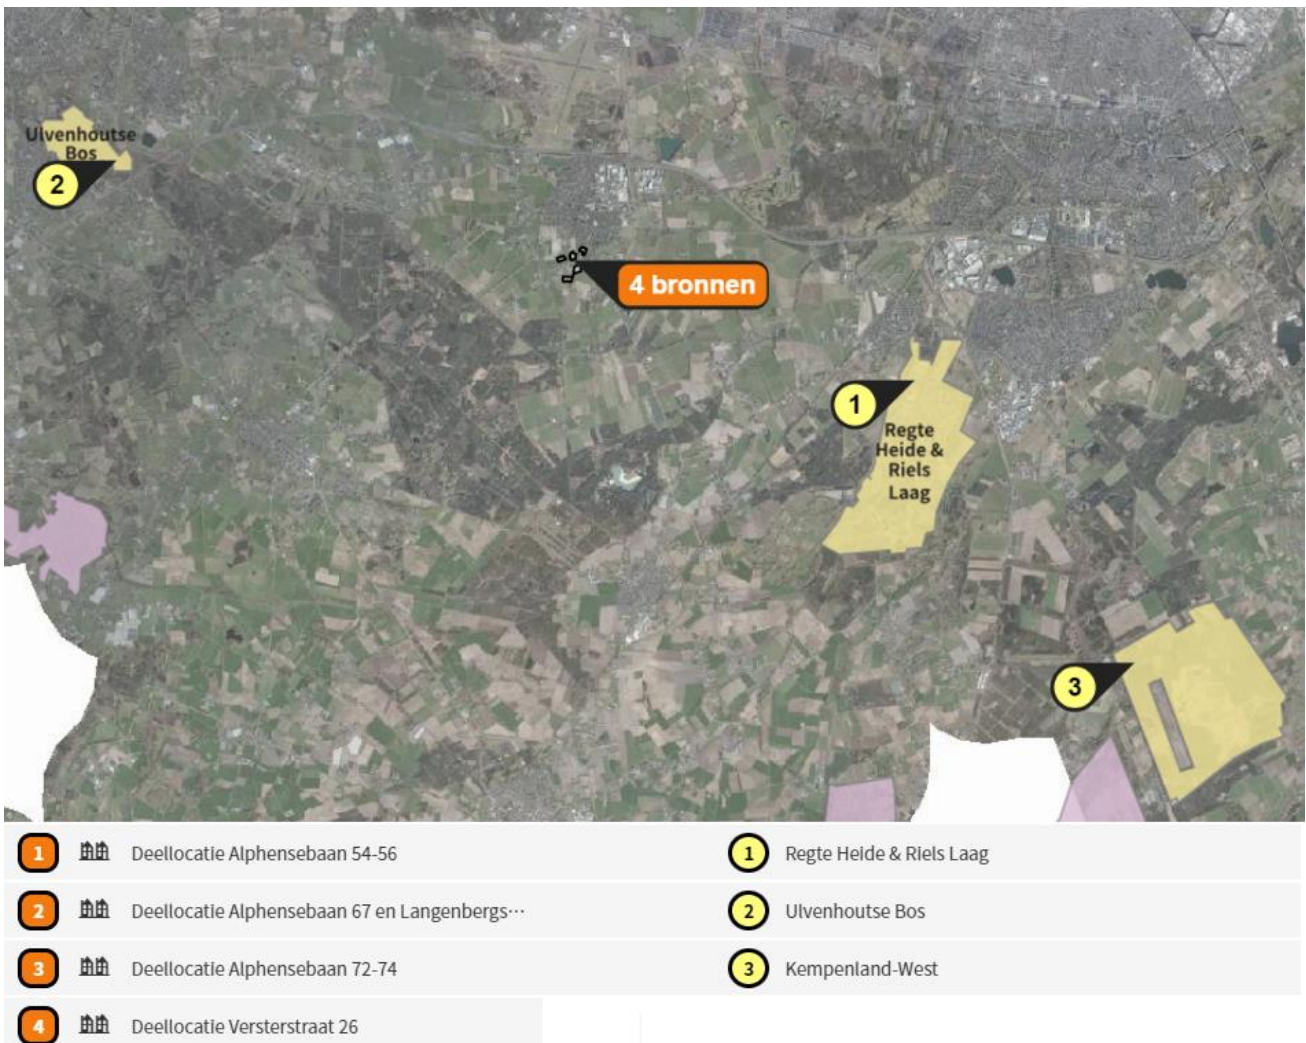 Ulvenhoutse
Bos
2
4 bronnen
1
Regte
Heide &
Riels
Laag
3
1 Deellocatie Alphensebaan 54-56
1 Regte Heide & Riels Laag
2 Deellocatie Alphensebaan 67 en Langenbergs···
2 Ulvenhoutse Bos
3 Deellocatie Alphensebaan 72-74
3 Kempenland-West
4 Deellocatie Versterstraat 26